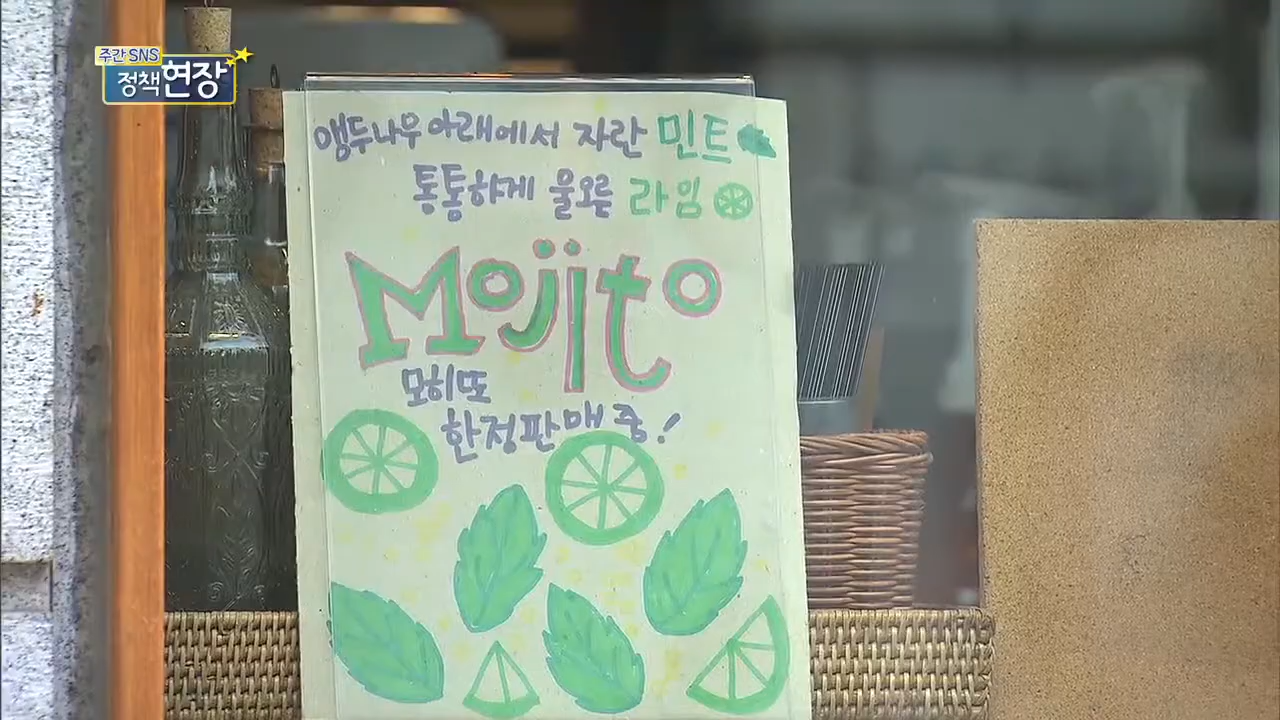 주간 SNS
정책현장
앵두나무 아래에서 자란 민트
통통하게 물오른 라임
Mojito
모히또
한정판매중!